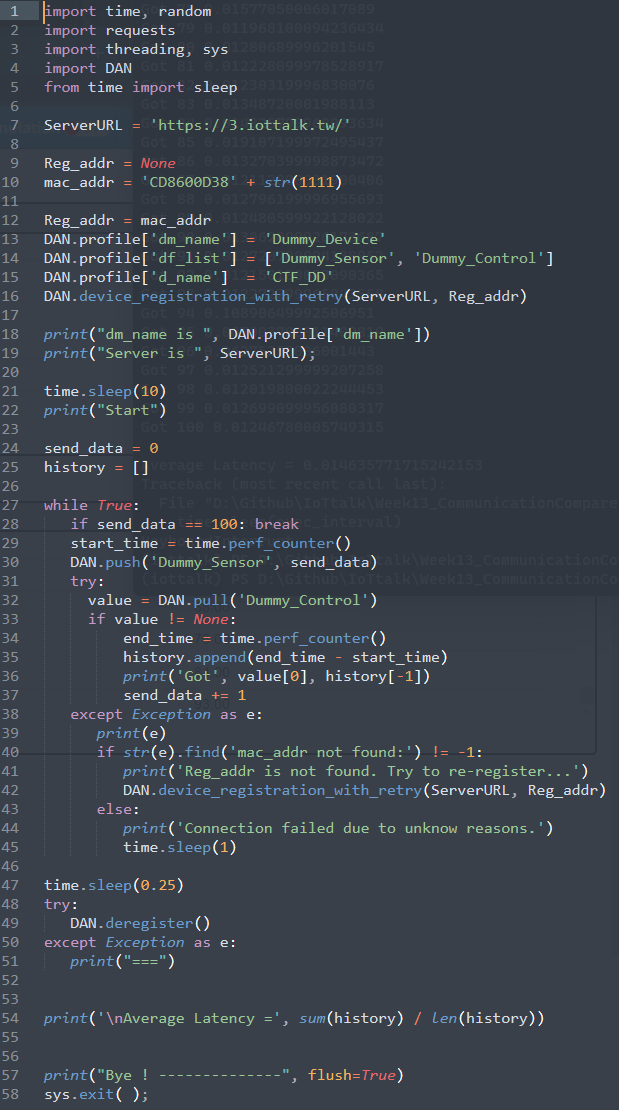 1 import time, random
2 import requests
3 import threading, sys
4 import DAN
5 from time import sleep
6
7 ServerURL = 'https://3.iottalk.tw/'
8
9 Reg_addr = None
10 mac_addr = 'CD8600D38' + str(1111)
11
12 Reg_addr = mac_addr
13 DAN.profile['dm_name'] = 'Dummy_Device'
14 DAN.profile['df_list'] = ['Dummy_Sensor', 'Dummy_Control']
15 DAN.profile['d_name']  = 'CTF_DD'
16 DAN.device_registration_with_retry(ServerURL, Reg_addr)
17
18 print("dm_name is ", DAN.profile['dm_name'])
19 print("Server is ", ServerURL);
20
21 time.sleep(10)
22 print("Start")
23
24 send_data = 0
25 history = []
26
27 while True:
28    if send_data == 100: break
29    start_time = time.perf_counter()
30    DAN.push('Dummy_Sensor', send_data)
31    try:
32      value = DAN.pull('Dummy_Control')
33      if value != None:
34          end_time = time.perf_counter()
35          history.append(end_time - start_time)
36          print('Got', value[0], history[-1])
37          send_data += 1
38    except Exception as e:
39       print(e)
40       if str(e).find('mac_addr not found:') != -1:
41          print('Reg_addr is not found. Try to re-register...')
42          DAN.device_registration_with_retry(ServerURL, Reg_addr)
43       else:
44          print('Connection failed due to unknow reasons.')
45          time.sleep(1)
46
47 time.sleep(0.25)
48 try:
49    DAN.deregister()
50 except Exception as e:
51    print("===")
52
53
54 print('\nAverage Latency =', sum(history) / len(history))
55
56
57 print("Bye ! --------------", flush=True)
58 sys.exit( );